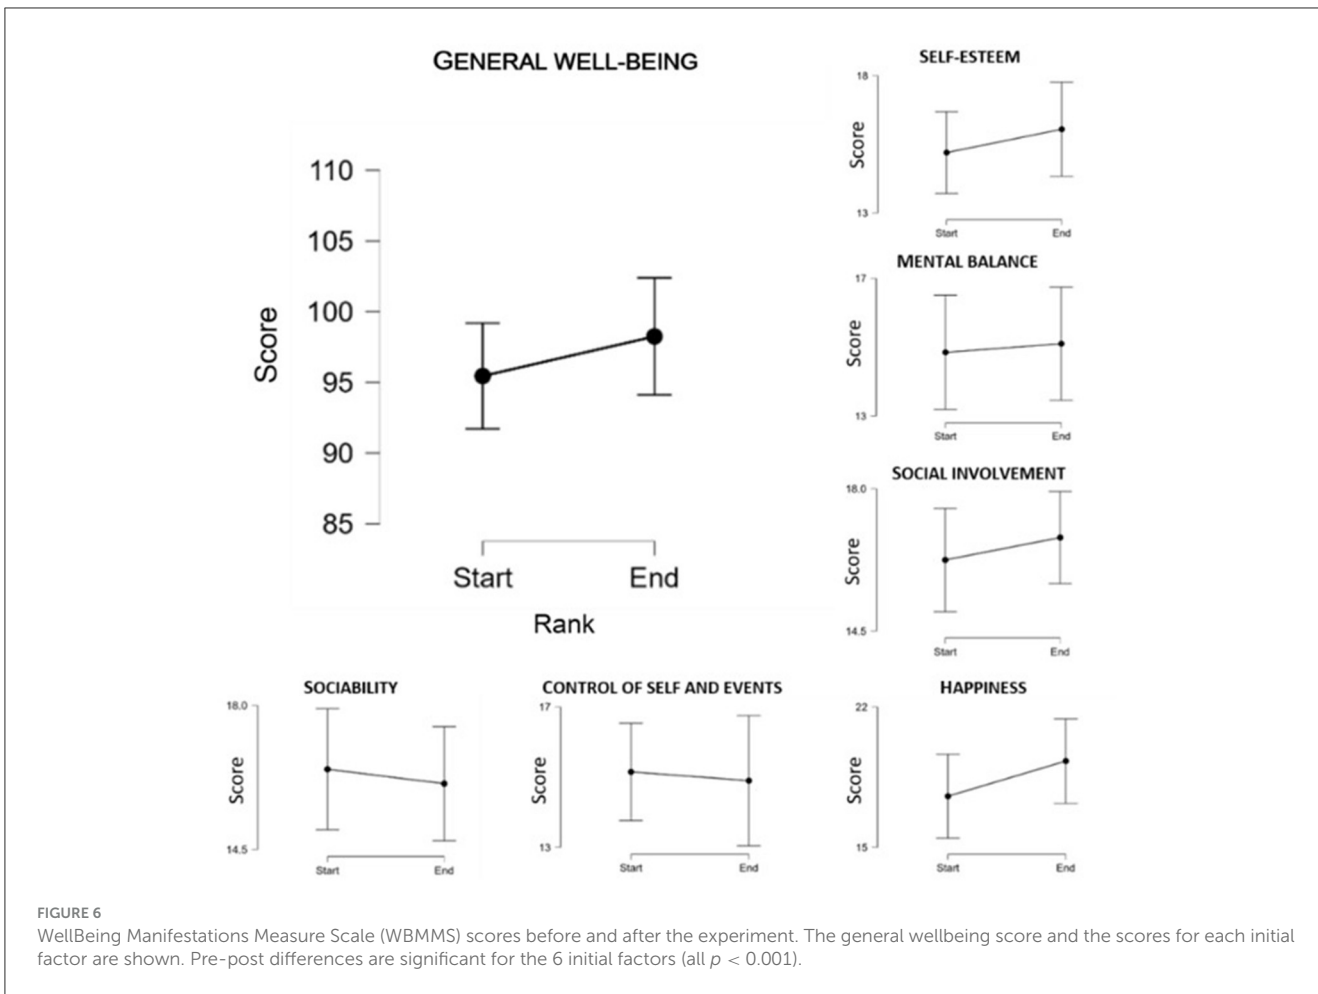 GENERAL WELL-BEING
110
105
100
95
90
85
Score
Start End
Rank
SELF-ESTEEM
18
Score
13
Start End
MENTAL BALANCE
17
Score
13
Start End
SOCIAL INVOLVEMENT
18.0
Score
14.5
Start End
SOCIABILITY
18.0
Score
14.5
Start End
CONTROL OF SELF AND EVENTS
17
Score
13
Start End
HAPPINESS
22
Score
15
Start End
FIGURE 6
WellBeing Manifestations Measure Scale (WBMMS) scores before and after the experiment. The general wellbeing score and the scores for each initial
factor are shown. Pre-post differences are significant for the 6 initial factors (all p < 0.001).